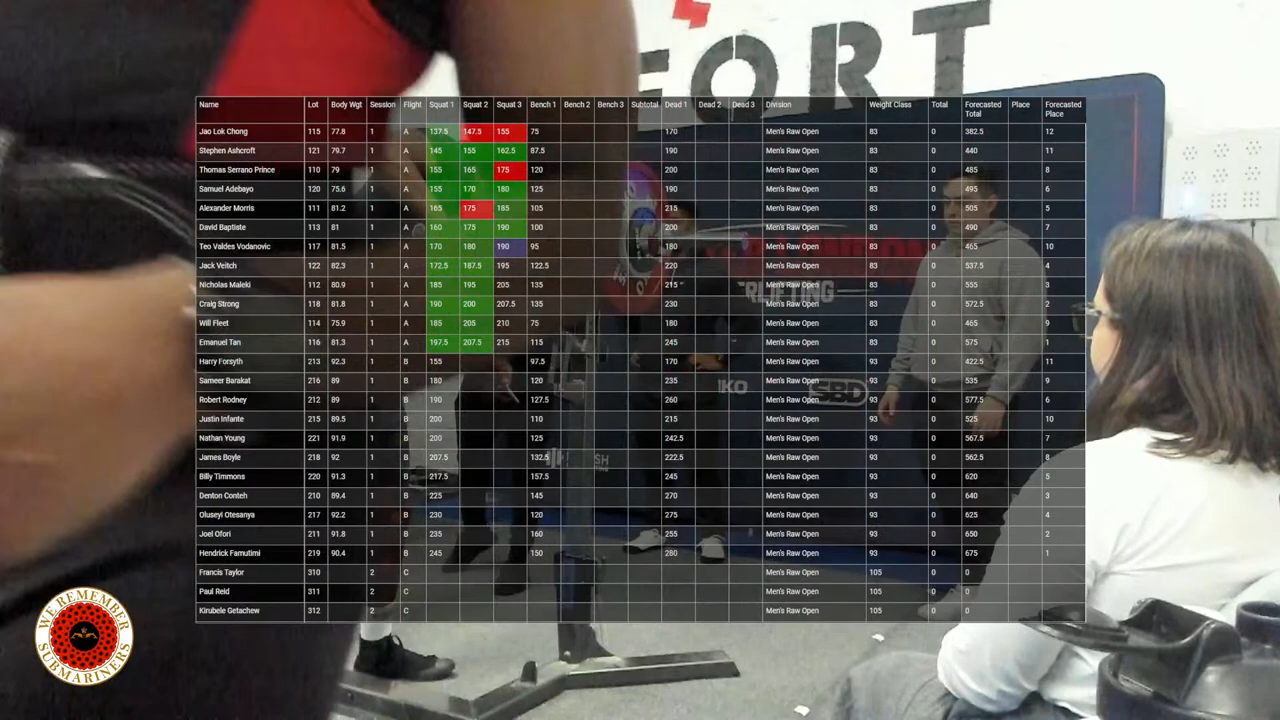 FORT
Name Lot Body Wgt Session Flight Squat 1 Squat 2 Squat 3 Bench 1 Bench 2 Bench 3 Subtotal Dead 1 Dead 2 Dead 3 Division Weight Class Total Forecasted Total Place Forecasted Place
Jao Lok Chong 115 77.8 1 A 137.5 147.5 155 75 170 Men's Raw Open 83 0 382.5 12
Stephen Ashcroft 121 79.7 1 A 145 155 162.5 87.5 190 Men's Raw Open 83 0 440 11
Thomas Serrano Prince 110 79 1 A 155 165 175 120 200 Men's Raw Open 83 0 485 8
Samuel Adebayo 120 75.6 1 A 155 170 180 125 190 Men's Raw Open 83 0 495 6
Alexander Morris 111 81.2 1 A 165 175 185 105 215 Men's Raw Open 83 0 505 5
David Baptiste 113 81 1 A 160 175 190 100 200 Men's Raw Open 83 0 490 7
Teo Valdes Vodanovic 117 81.5 1 A 170 180 190 95 180 Men's Raw Open 83 0 465 10
Jack Veitch 122 82.3 1 A 172.5 187.5 195 122.5 220 Men's Raw Open 83 0 537.5 4
Nicholas Maleki 112 80.9 1 A 185 195 205 135 215 Men's Raw Open 83 0 555 3
Craig Strong 118 81.8 1 A 190 200 207.5 135 230 Men's Raw Open 83 0 572.5 2
Will Fleet 114 75.9 1 A 185 205 210 75 180 Men's Raw Open 83 0 465 9
Emanuel Tan 116 81.3 1 A 197.5 207.5 215 115 245 Men's Raw Open 83 0 575 1
Harry Forsyth 213 92.3 1 B 155 97.5 170 Men's Raw Open 93 0 422.5 11
Sameer Barakat 216 89 1 B 180 120 235 Men's Raw Open 93 0 535 9
Robert Rodney 212 89 1 B 190 127.5 260 Men's Raw Open 93 0 577.5 6
Justin Infante 215 89.5 1 B 200 110 215 Men's Raw Open 93 0 525 10
Nathan Young 221 91.9 1 B 200 125 242.5 Men's Raw Open 93 0 567.5 7
James Boyle 218 92 1 B 207.5 132.5 222.5 Men's Raw Open 93 0 562.5 8
Billy Timmons 220 91.3 1 B 217.5 157.5 245 Men's Raw Open 93 0 620 5
Denton Conteh 210 89.4 1 B 225 145 270 Men's Raw Open 93 0 640 3
Oluseyi Otesanya 217 92.2 1 B 230 120 275 Men's Raw Open 93 0 625 4
Joel Ofori 211 91.8 1 B 235 160 255 Men's Raw Open 93 0 650 2
Hendrick Famutimi 219 90.4 1 B 245 150 280 Men's Raw Open 93 0 675 1
Francis Taylor 310 2 C Men's Raw Open 105 0 0
Paul Reid 311 2 C Men's Raw Open 105 0 0
Kirubele Getachew 312 2 C Men's Raw Open 105 0 0
SBD
WE REMEMBER
SUBMARINERS